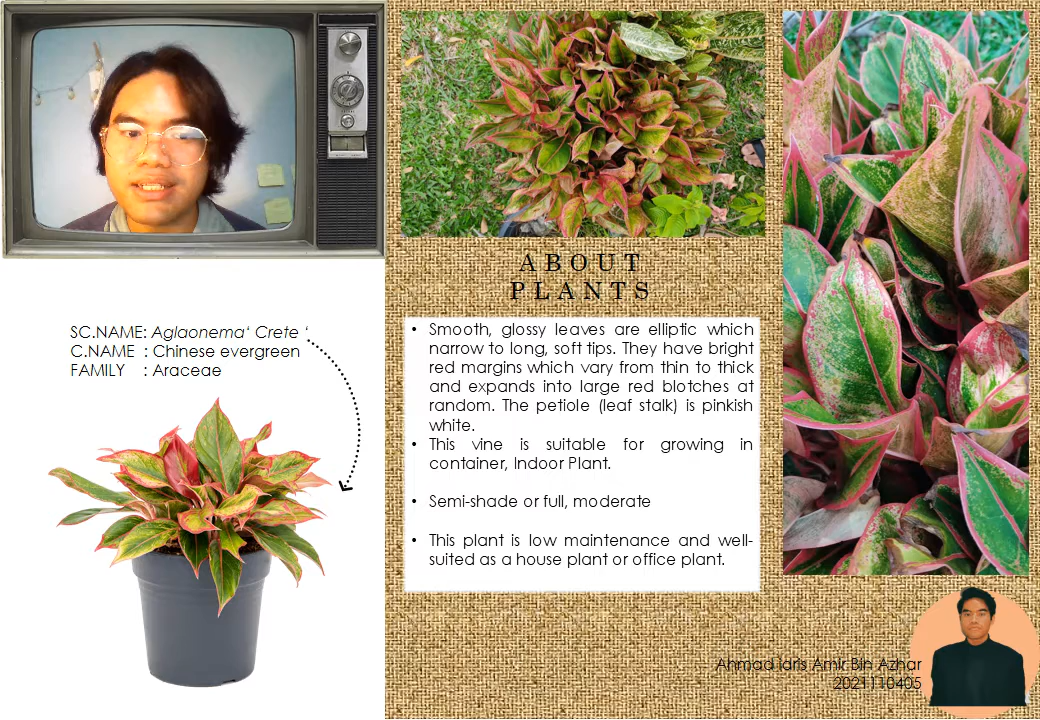 SC.NAME: Aglaonema‘ Crete ‘
C.NAME : Chinese evergreen
FAMILY : Araceae
ABOUT
PLANTS
• Smooth, glossy leaves are elliptic which
narrow to long, soft tips. They have bright
red margins which vary from thin to thick
and expands into large red blotches at
random. The petiole (leaf stalk) is pinkish
white.
• This vine is suitable for growing in
container, Indoor Plant.
• Semi-shade or full, moderate
• This plant is low maintenance and well-
suited as a house plant or office plant.
Ahmad Idris Amir Bin Azhar
2021110405